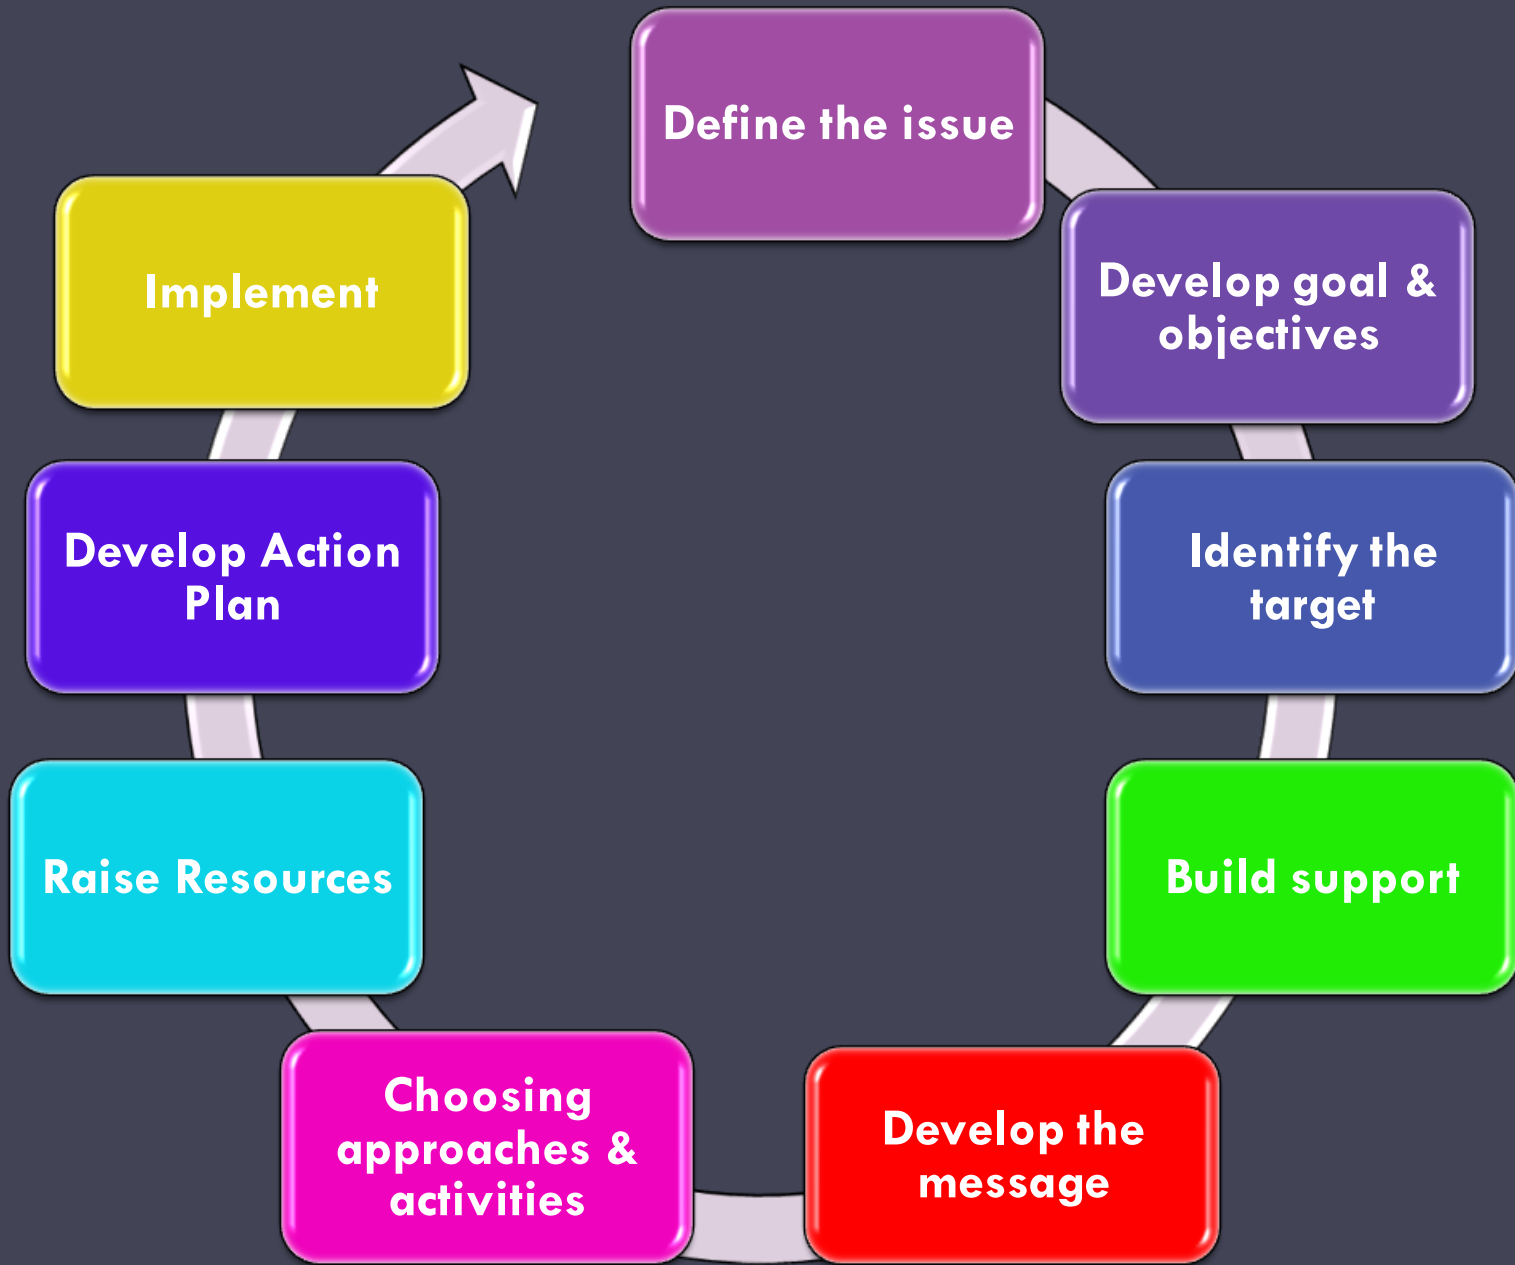 Define the issue
Develop goal &
objectives
Identify the
target
Build support
Develop the
message
Choosing
approaches &
activities
Raise Resources
Develop Action
Plan
Implement